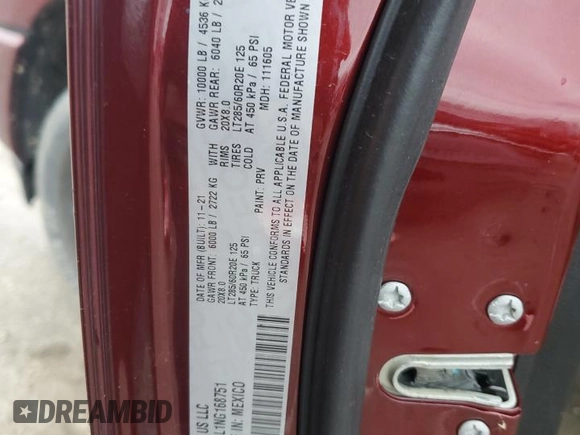 GVWR: 10000 LB / 4536 K
GAWR REAR: 6040 LB / 2
WITH 20X8.0
RIMS
TIRES LT285/60R20E 125
COLD AT 450 kPa / 65 PSI
MDH: 111605
DATE OF MFR (BUILT): 11-21
GAWR FRONT: 6000 LB / 2722 KG
20X8.0
LT285/60R20E 125
AT 450 kPa / 65 PSI
TYPE: TRUCK
PAINT: PRV
THIS VEHICLE CONFORMS TO ALL APPLICABLE U.S.A. FEDERAL MOTOR VE
STANDARDS IN EFFECT ON THE DATE OF MANUFACTURE SHOWN
US LLC
L1NG168751
IN: MEXICO
DREAMBID